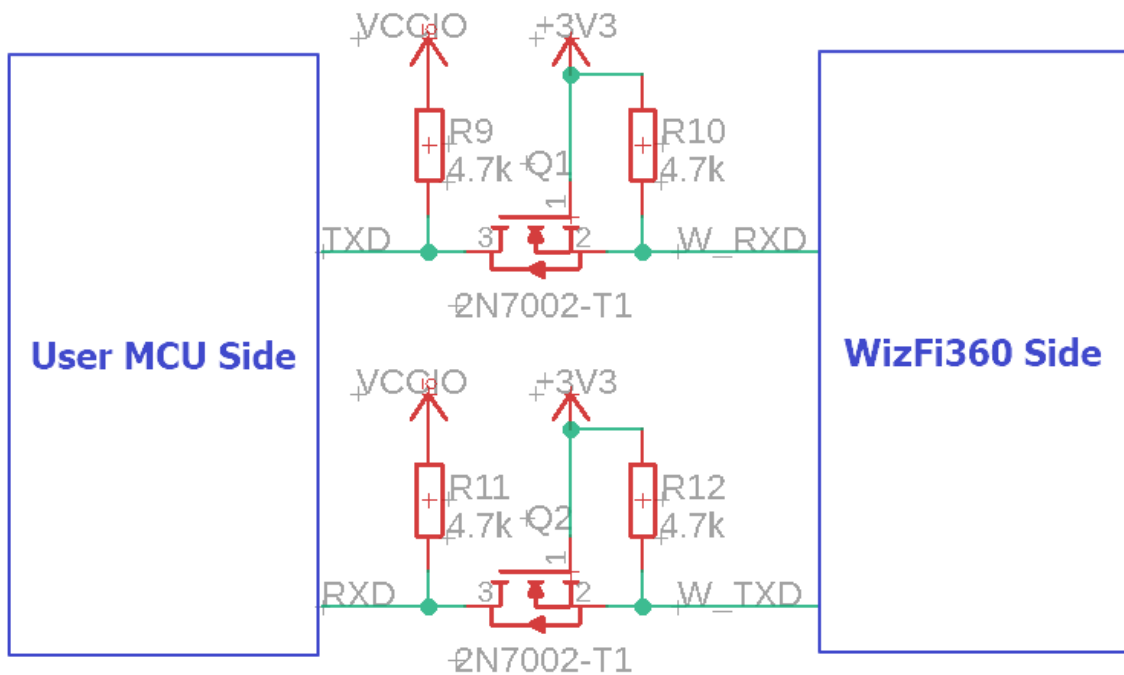 VCCIO
+3V3
R9
4.7k
Q1
R10
4.7k
1
TXD
3
2
W_RXD
2N7002-T1
User MCU Side
WizFi360 Side
VCCIO
+3V3
R11
4.7k
Q2
R12
4.7k
1
RXD
3
2
W_TXD
2N7002-T1